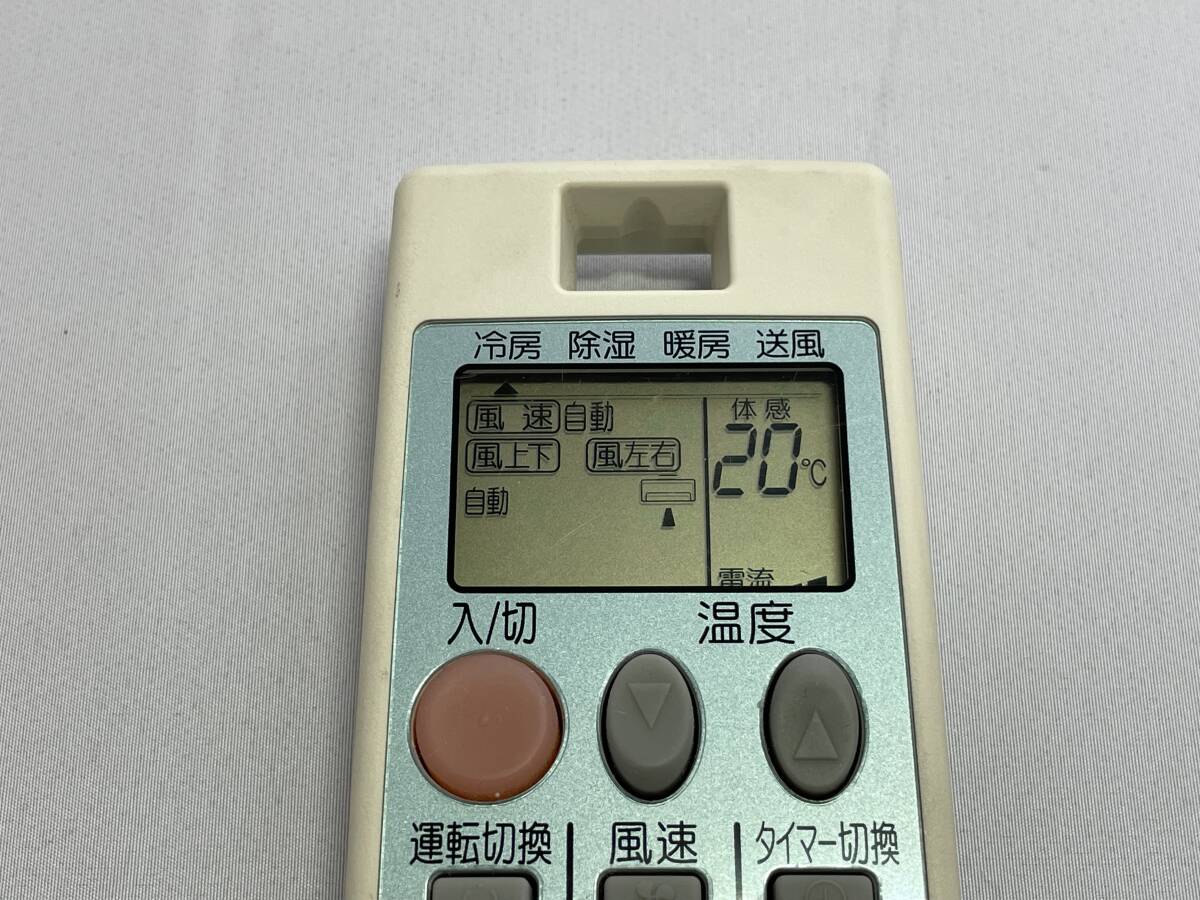 冷房 除湿 暖房 送風
風速 自動
風上下 風左右
自動
体感
20℃
電流
入/切 温度
運転切換 風速 タイマー切換